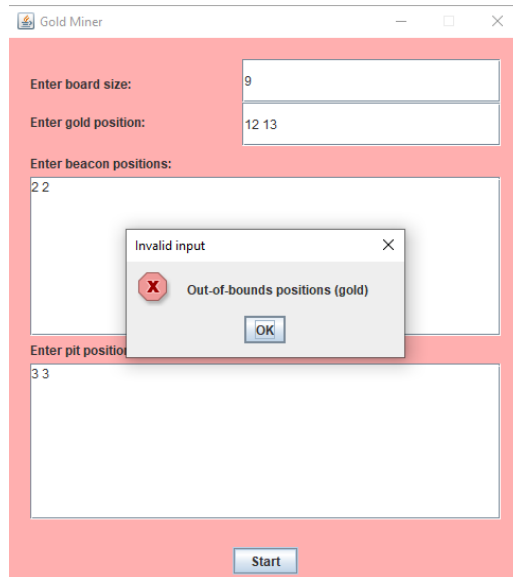 Gold Miner
Enter board size:
9
Enter gold position:
12 13
Enter beacon positions:
2 2
Invalid input
Out-of-bounds positions (gold)
OK
Enter pit position
3 3
Start